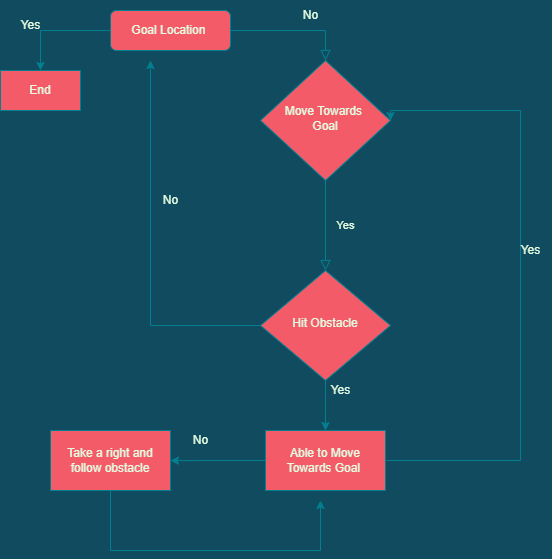 No
Yes
Goal Location
End
Move Towards
Goal
No
Yes
Yes
Hit Obstacle
Yes
No
Take a right and
follow obstacle
Able to Move
Towards Goal